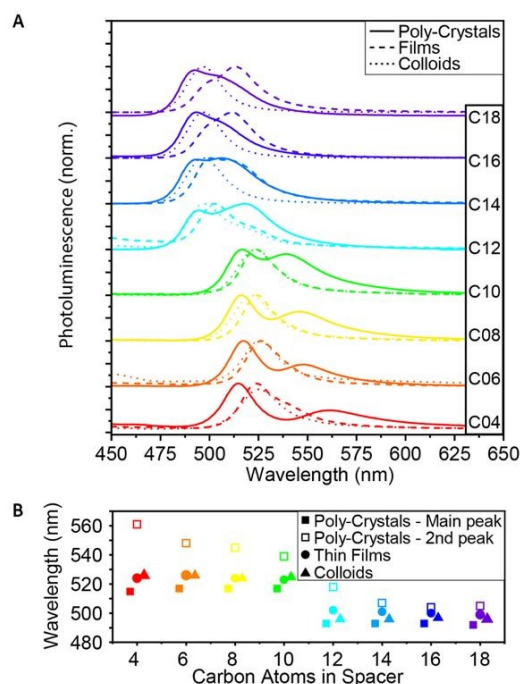 A
Poly-Crystals
Films
Colloids
Photoluminescence (norm.)
C18
C16
C14
C12
C10
C08
C06
C04
450 475 500 525 550 575 600 625 650
Wavelength (nm)
B
Wavelength (nm)
560
540
520
500
480
Poly-Crystals - Main peak
Poly-Crystals - 2nd peak
Thin Films
Colloids
4 6 8 10 12 14 16 18
Carbon Atoms in Spacer